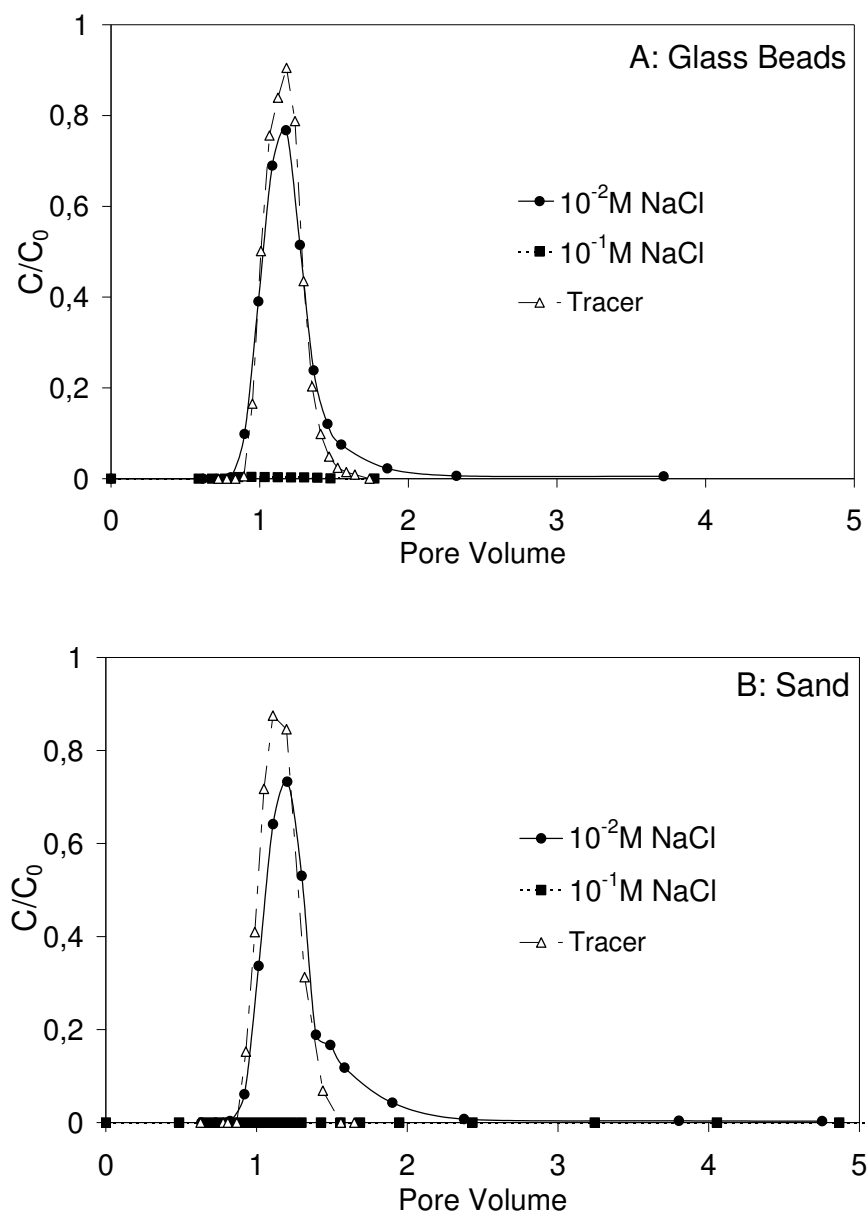 1
A: Glass Beads
0,8
0,6
10⁻²M NaCl
10⁻¹M NaCl
Tracer
C/C₀
0,4
0,2
0
0 1 2 3 4 5
Pore Volume
1
B: Sand
0,8
0,6
10⁻²M NaCl
10⁻¹M NaCl
Tracer
C/C₀
0,4
0,2
0
0 1 2 3 4 5
Pore Volume